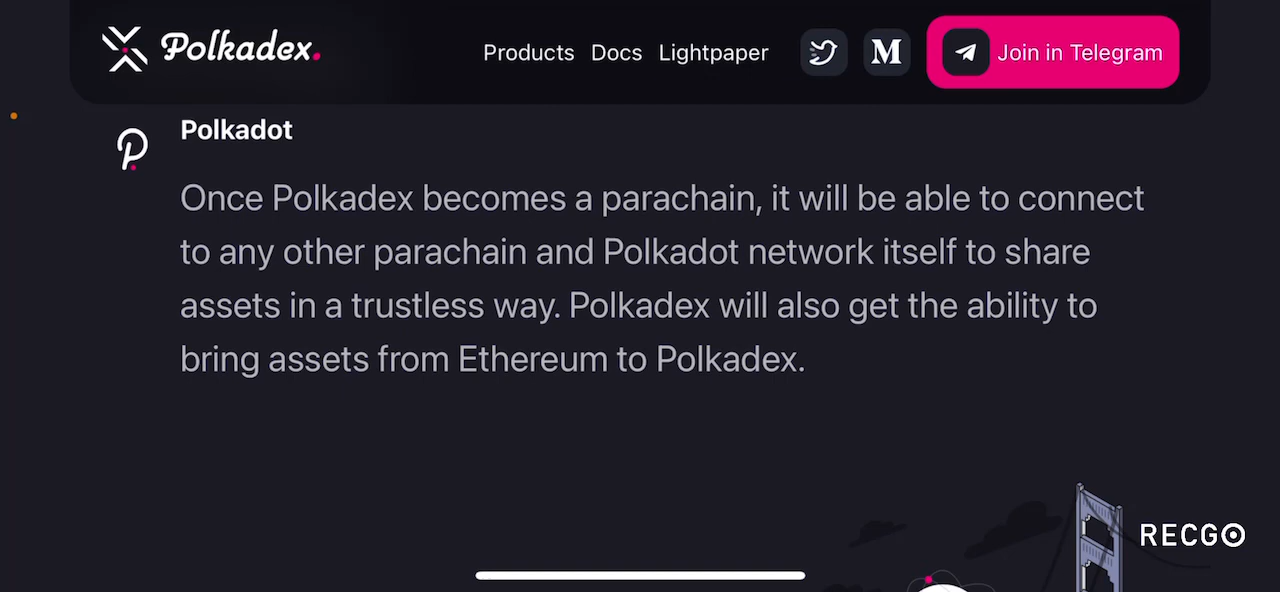 Polkadex.
Products Docs Lightpaper
M
Join in Telegram
Polkadot
Once Polkadex becomes a parachain, it will be able to connect
to any other parachain and Polkadot network itself to share
assets in a trustless way. Polkadex will also get the ability to
bring assets from Ethereum to Polkadex.
RECGO